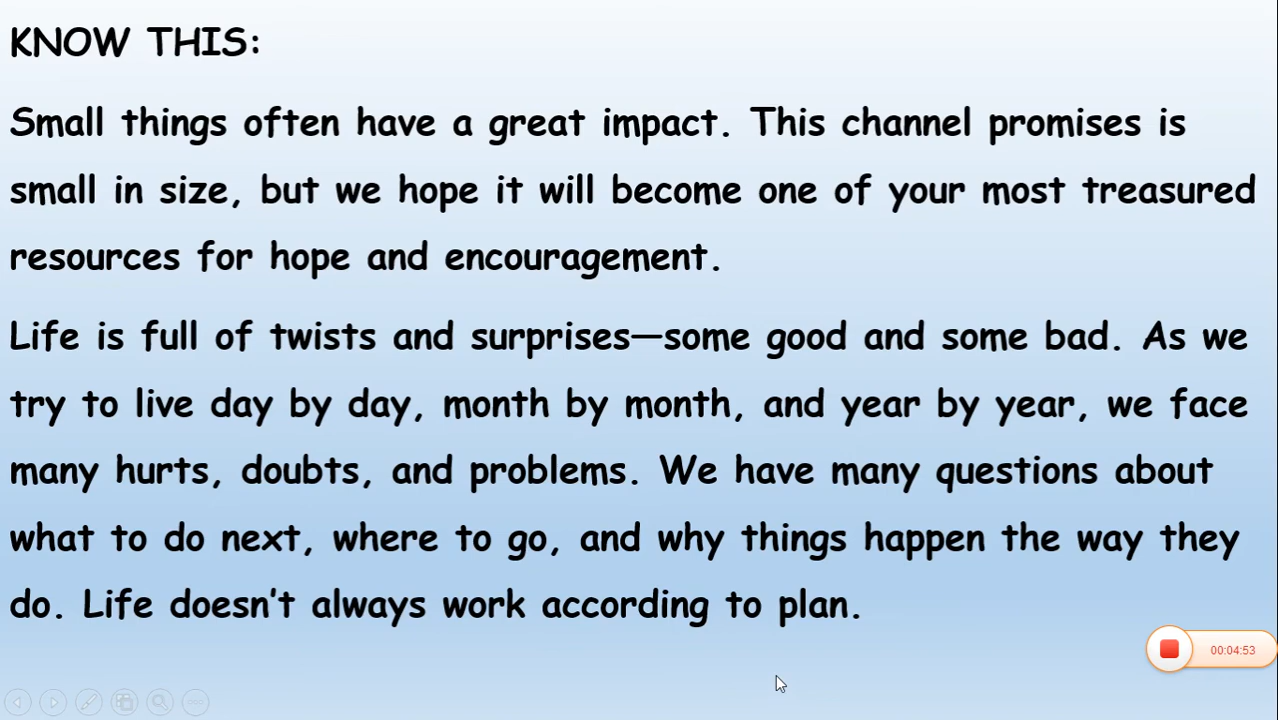 KNOW THIS:
Small things often have a great impact. This channel promises is
small in size, but we hope it will become one of your most treasured
resources for hope and encouragement.
Life is full of twists and surprises—some good and some bad. As we
try to live day by day, month by month, and year by year, we face
many hurts, doubts, and problems. We have many questions about
what to do next, where to go, and why things happen the way they
do. Life doesn't always work according to plan.
00:04:53